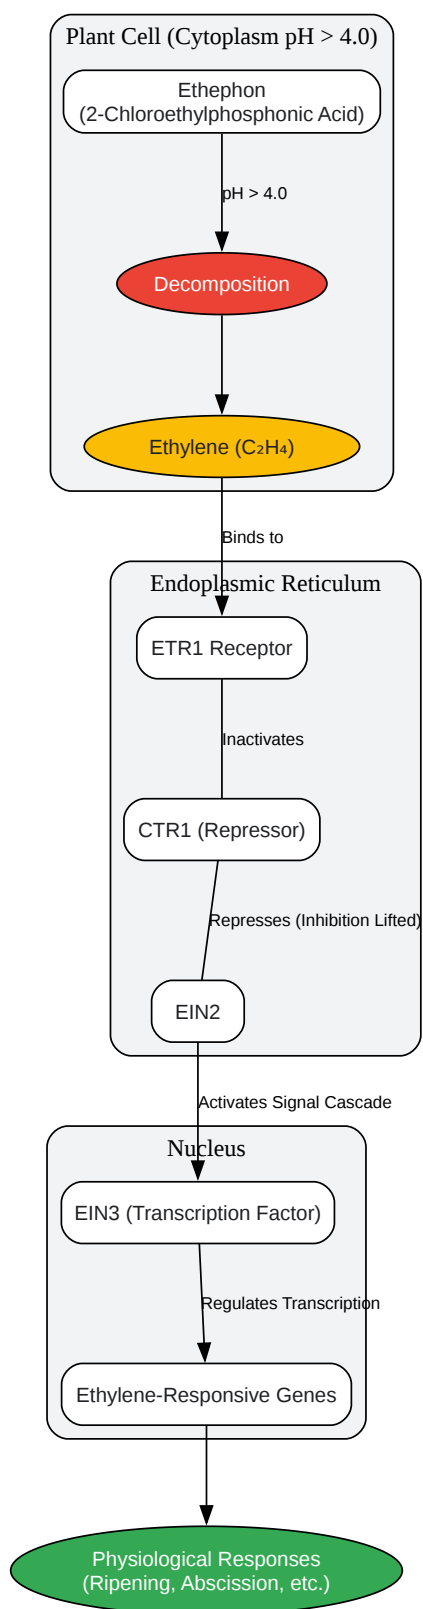 Plant Cell (Cytoplasm pH > 4.0)
Ethephon
(2-Chloroethylphosphonic Acid)
pH > 4.0
Decomposition
Ethylene (C₂H₄)
Binds to
Endoplasmic Reticulum
ETR1 Receptor
Inactivates
CTR1 (Repressor)
Represses (Inhibition Lifted)
EIN2
Activates Signal Cascade
Nucleus
EIN3 (Transcription Factor)
Regulates Transcription
Ethylene-Responsive Genes
Physiological Responses
(Ripening, Abscission, etc.)